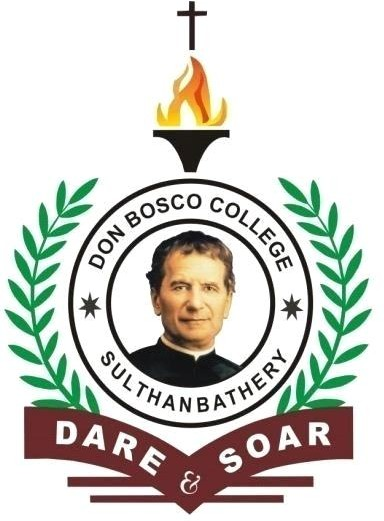 DON BOSCO COLLEGE
SULTHANBATHERY
DARE & SOAR